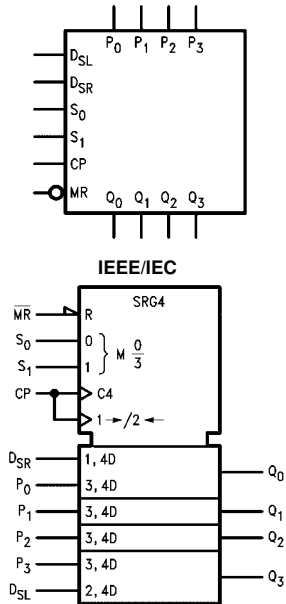 P0 P1 P2 P3
DSL
DSR
S0
S1
CP
MR
Q0 Q1 Q2 Q3
IEEE/IEC
SRG4
MR R
S0 0
S1 1
M 0/3
CP C4
1→/2←
DSR 1, 4D
Q0
P0 3, 4D
P1 3, 4D Q1
P2 3, 4D Q2
P3 3, 4D
Q3
DSL 2, 4D